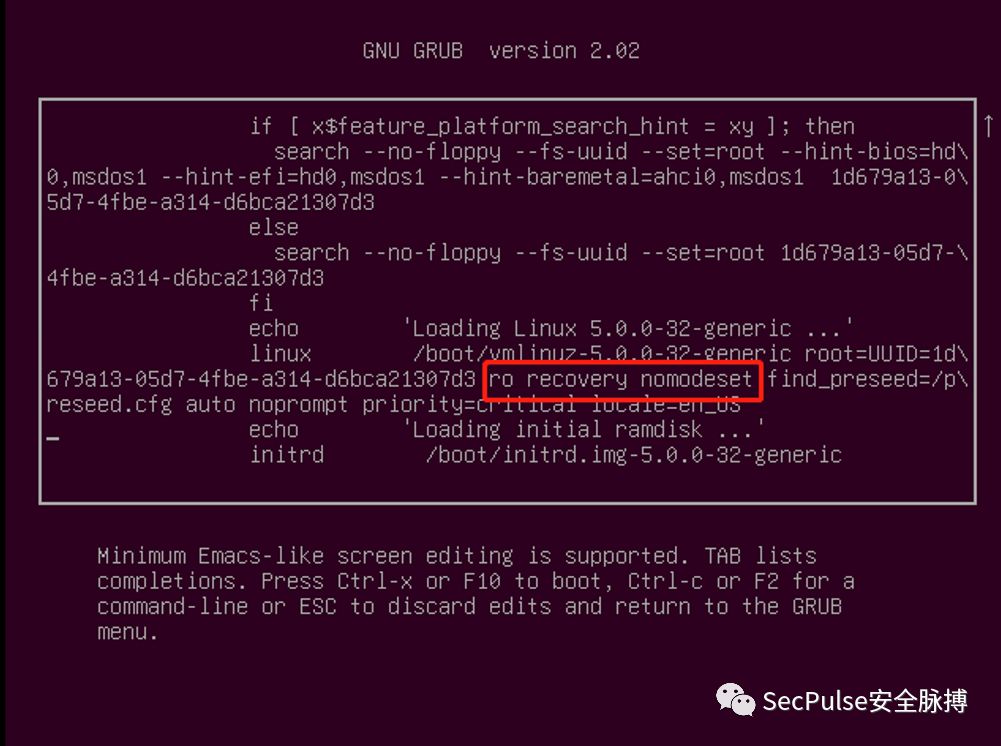 GNU GRUB  version 2.02
if [ x$feature_platform_search_hint = xy ]; then
search --no-floppy --fs-uuid --set=root --hint-bios=hd\
0,msdos1 --hint-efi=hd0,msdos1 --hint-baremetal=ahci0,msdos1  1d679a13-0\
5d7-4fbe-a314-d6bca21307d3
else
search --no-floppy --fs-uuid --set=root 1d679a13-05d7-\
4fbe-a314-d6bca21307d3
fi
echo 'Loading Linux 5.0.0-32-generic ...'
linux /boot/vmlinuz-5.0.0-32-generic root=UUID=1d\
679a13-05d7-4fbe-a314-d6bca21307d3 ro recovery nomodeset find_preseed=/p\
reseed.cfg auto noprompt priority=critical locale=en_US
echo 'Loading initial ramdisk ...'
initrd /boot/initrd.img-5.0.0-32-generic
Minimum Emacs-like screen editing is supported. TAB lists
completions. Press Ctrl-x or F10 to boot, Ctrl-c or F2 for a
command-line or ESC to discard edits and return to the GRUB
menu.
SecPulse安全脉搏